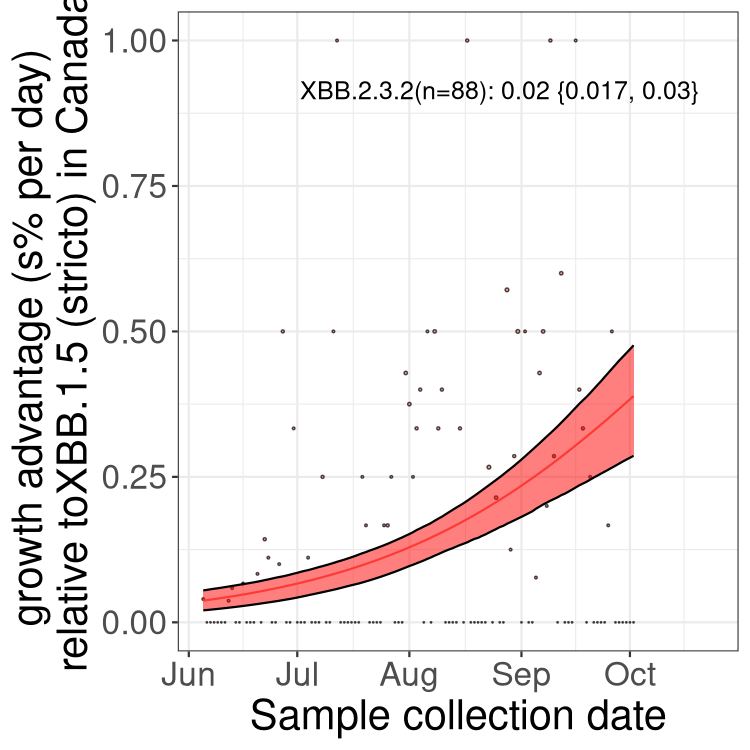 growth advantage (s% per day)
relative toXBB.1.5 (stricto) in Canada
1.00
0.75
0.50
0.25
0.00
XBB.2.3.2(n=88): 0.02 {0.017, 0.03}
Jun Jul Aug Sep Oct
Sample collection date